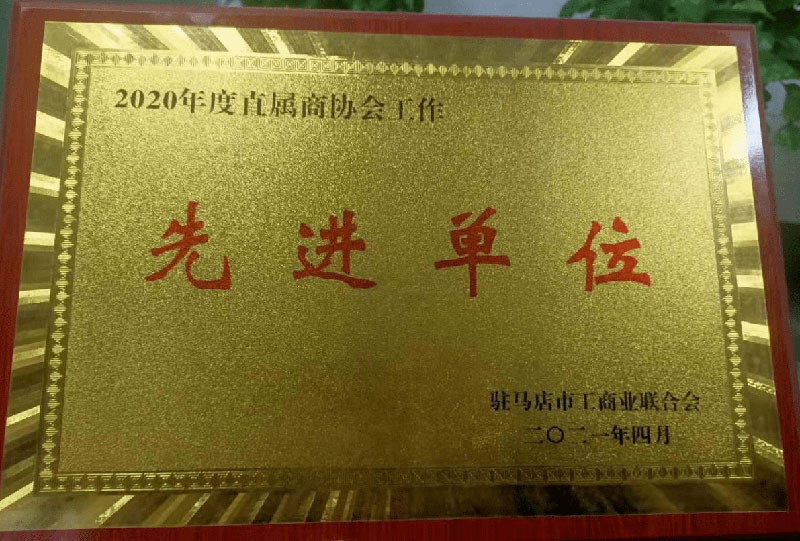 2020年度直属商协会工作
先进单位
驻马店市工商业联合会
二〇二一年四月